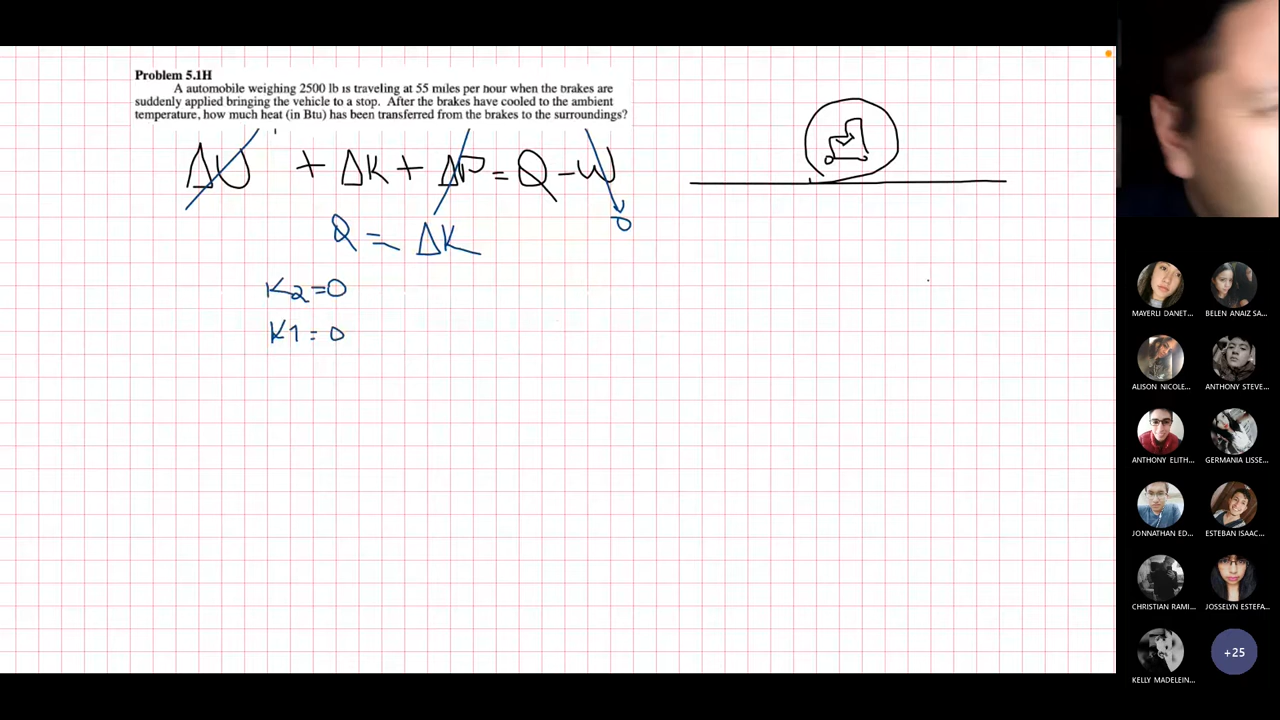 Problem 5.1H
A automobile weighing 2500 lb is traveling at 55 miles per hour when the brakes are
suddenly applied bringing the vehicle to a stop. After the brakes have cooled to the ambient
temperature, how much heat (in Btu) has been transferred from the brakes to the surroundings?
ΔU + ΔK + ΔP = Q - W
0
Q = ΔK
K2 = 0
K1 = 0
MAYERLI DANET...
BELEN ANAIZ SA...
ALISON NICOLE...
ANTHONY STEVE...
ANTHONY ELITH...
GERMANIA LISSE...
JONNATHAN ED...
ESTEBAN ISAAC...
CHRISTIAN RAMI...
JOSSELYN ESTEFA...
KELLY MADELEIN...
+25